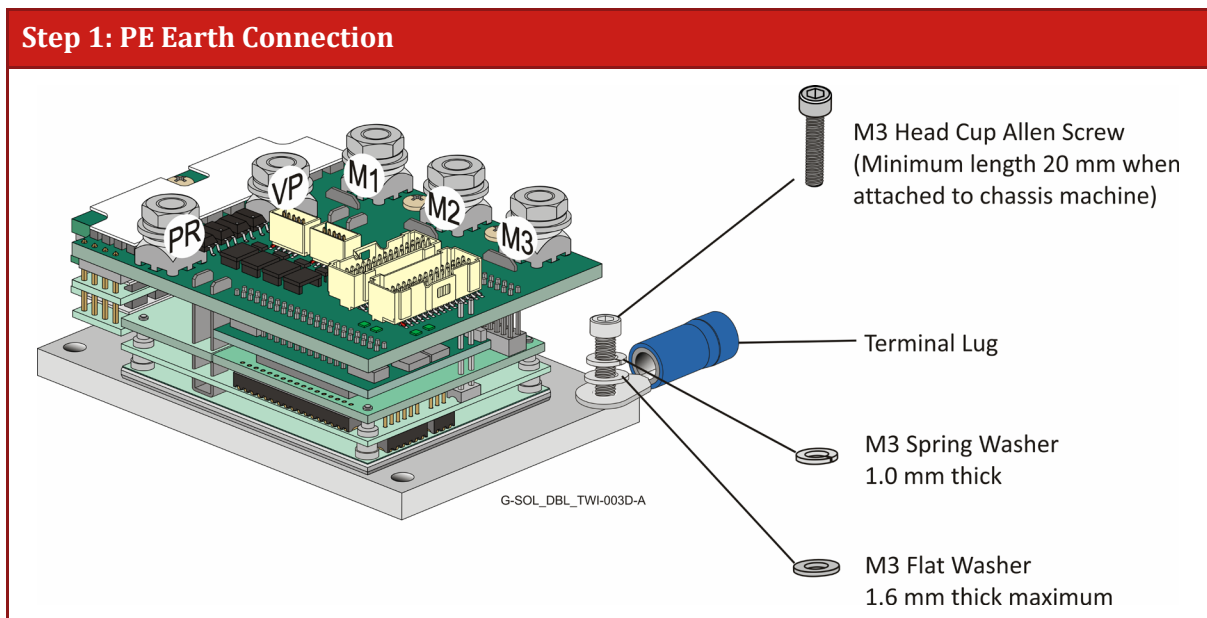 Step 1: PE Earth Connection
M3 Head Cup Allen Screw
(Minimum length 20 mm when
attached to chassis machine)
PR
VP
M1
M2
M3
Terminal Lug
M3 Spring Washer
1.0 mm thick
G-SOL_DBL_TWI-003D-A
M3 Flat Washer
1.6 mm thick maximum